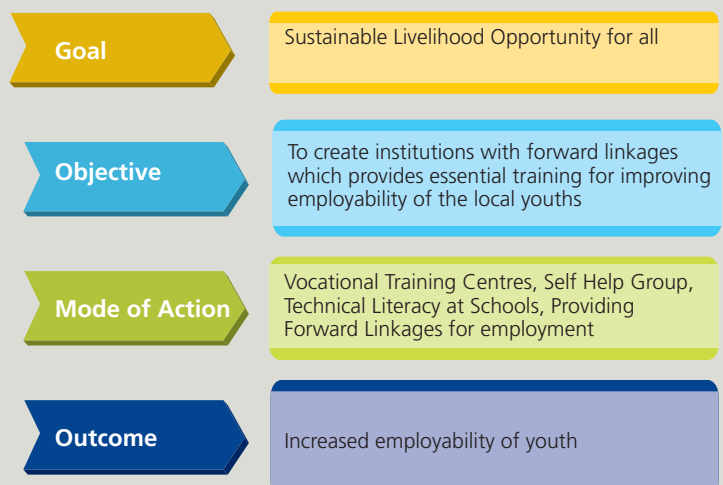 Goal
Sustainable Livelihood Opportunity for all
Objective
To create institutions with forward linkages
which provides essential training for improving
employability of the local youths
Mode of Action
Vocational Training Centres, Self Help Group,
Technical Literacy at Schools, Providing
Forward Linkages for employment
Outcome
Increased employability of youth